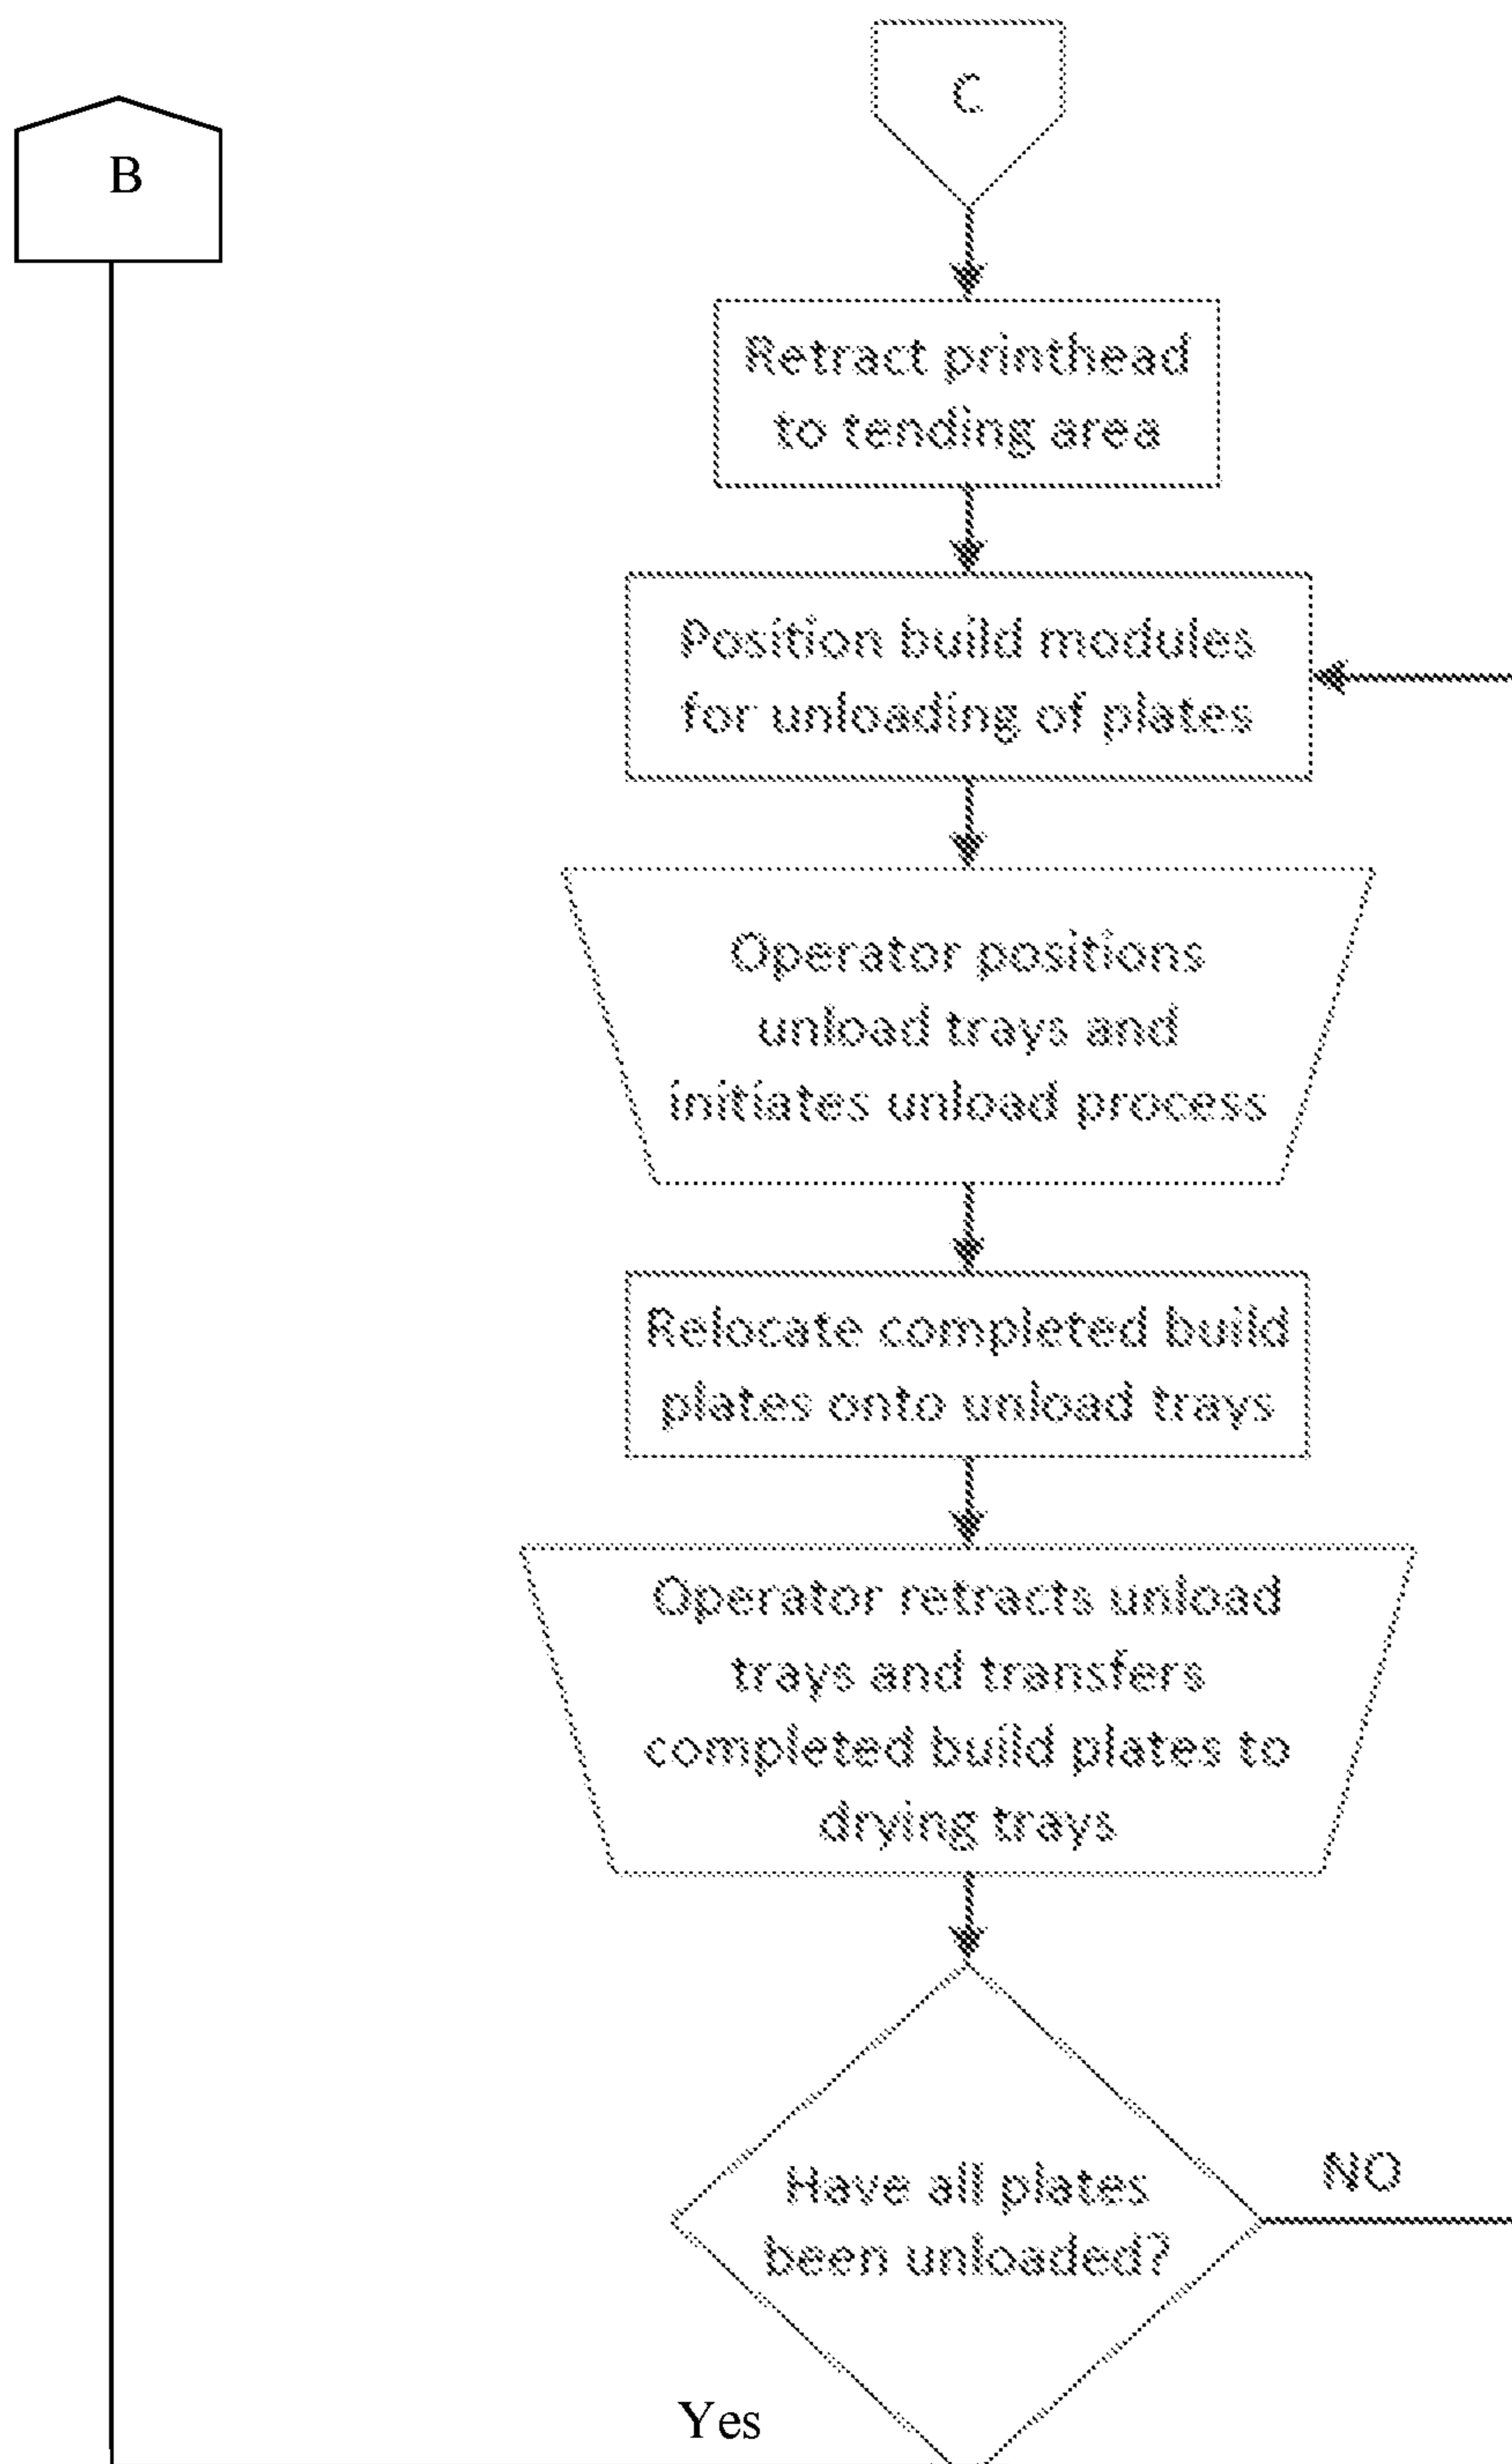 C
B
Retract printhead
to tending area
Position build modules
for unloading of plates
Operator positions
unload trays and
initiates unload process
Relocate completed build
plates onto unload trays
Operator retracts unload
trays and transfers
completed build plates to
drying trays
Have all plates
been unloaded?
NO
Yes